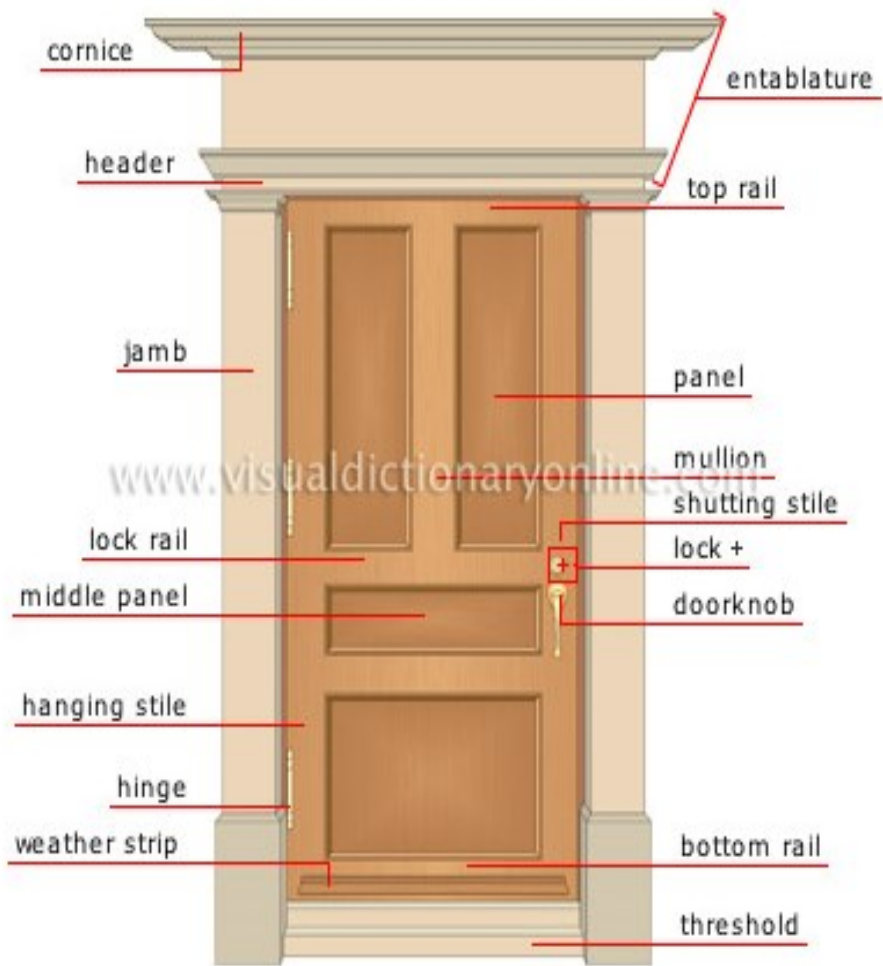 cornice
entablature
header
top rail
jamb
panel
www.visualdictionaryonline.com
mullion
shutting stile
lock rail
lock +
middle panel
doorknob
hanging stile
hinge
weather strip
bottom rail
threshold